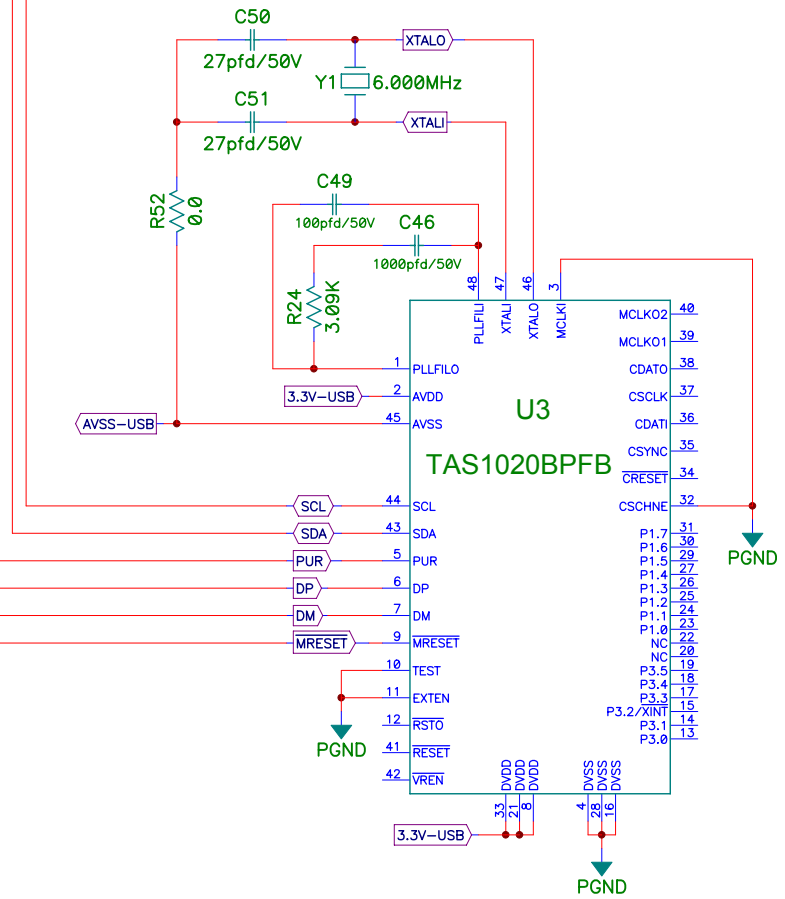 C50
27pfd/50V
XTALO
Y1
6.000MHz
C51
27pfd/50V
XTALI
R52
0.0
C49
100pfd/50V
C46
1000pfd/50V
R24
3.09K
48
47
46
3
PLLFILI
XTALI
XTALO
MCLKI
1
PLLFILO
3.3V-USB
2
AVDD
AVSS-USB
45
AVSS
U3
TAS1020BPFB
SCL
44
SCL
SDA
43
SDA
PUR
5
PUR
DP
6
DP
DM
7
DM
MRESET
9
MRESET
10
TEST
11
EXTEN
PGND
12
RSTO
41
RESET
42
VREN
MCLKO2
40
MCLKO1
39
CDATO
38
CSCLK
37
CDATI
36
CSYNC
35
CRESET
34
CSCHNE
32
PGND
P1.7
31
P1.6
30
P1.5
29
P1.4
27
P1.3
26
P1.2
25
P1.1
24
P1.0
23
NC
22
NC
20
P3.5
19
P3.4
18
P3.3
17
P3.2/XINT
15
P3.1
14
P3.0
13
DVDD
DVDD
DVDD
DVSS
DVSS
DVSS
33
21
8
4
28
16
3.3V-USB
PGND